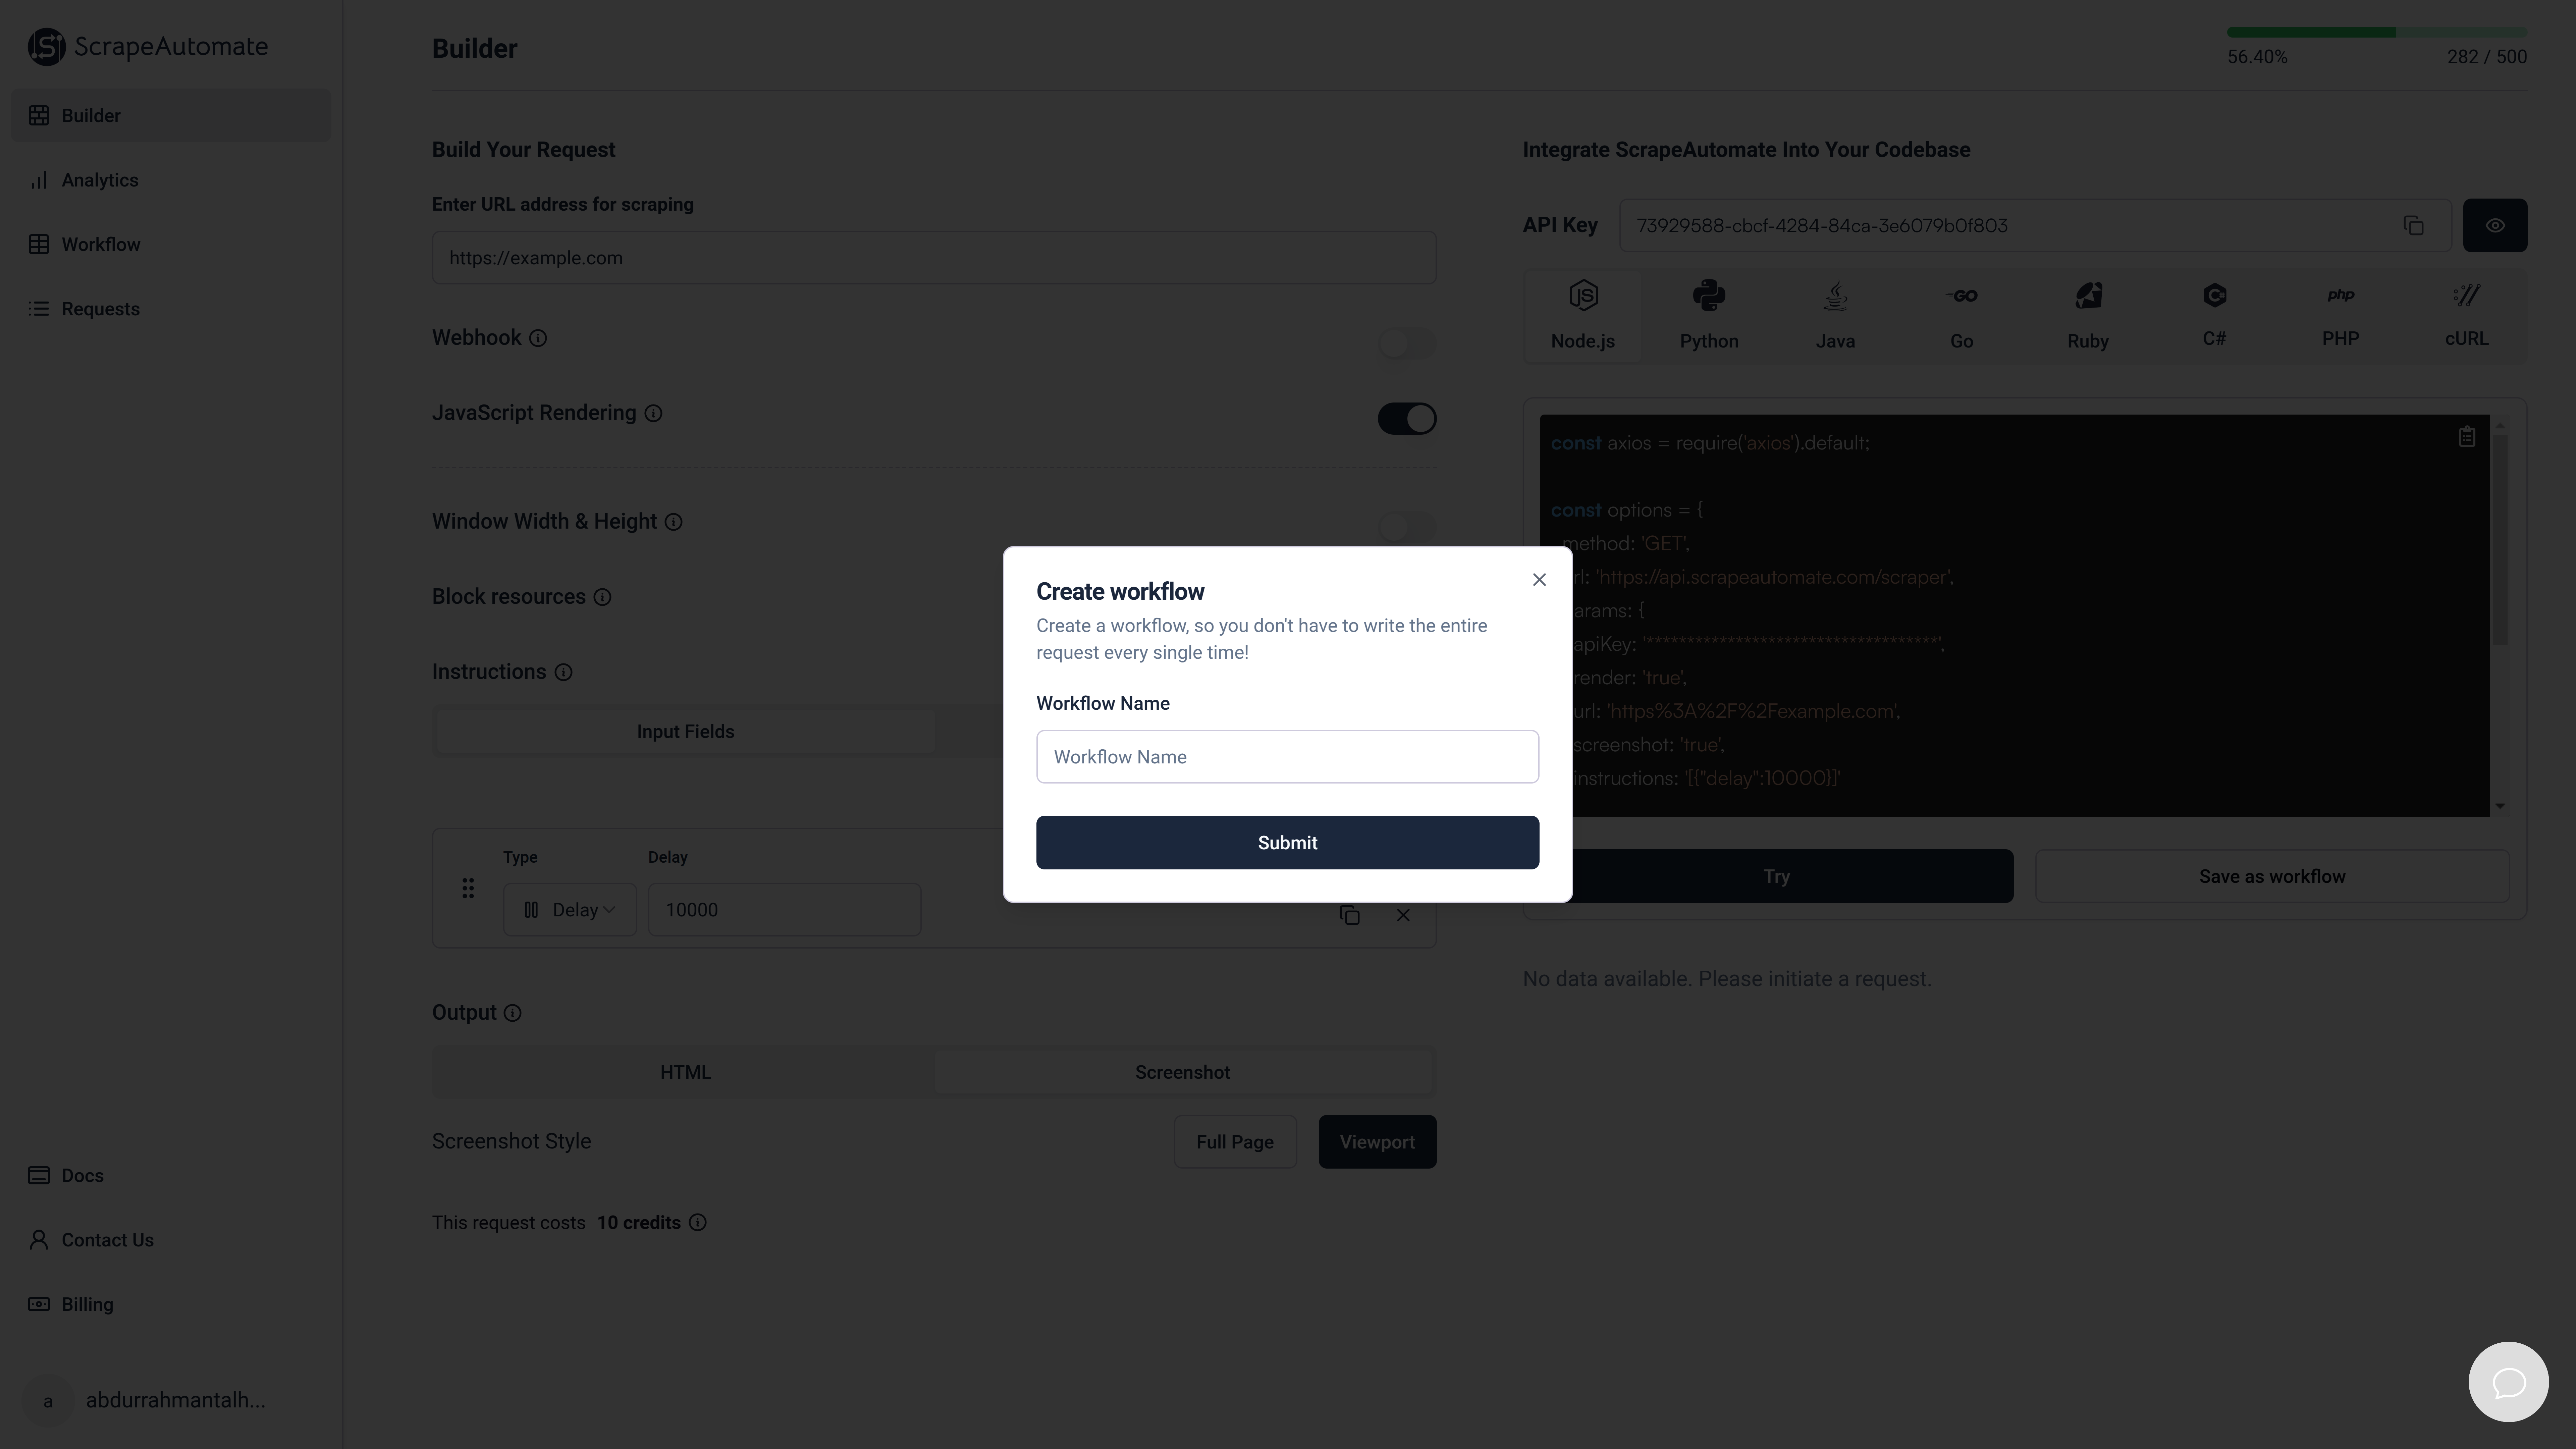 ScrapeAutomate
Builder
Analytics
Workflow
Requests
Docs
Contact Us
Billing
a
abdurrahmantalh...
Builder
56.40%
282 / 500
Build Your Request
Enter URL address for scraping
https://example.com
Webhook
JavaScript Rendering
Window Width & Height
Block resources
Instructions
Input Fields
Type
Delay
Delay
10000
Output
HTML
Screenshot
Screenshot Style
Full Page
Viewport
This request costs 10 credits
Create workflow
Create a workflow, so you don't have to write the entire
request every single time!
Workflow Name
Workflow Name
Submit
Integrate ScrapeAutomate Into Your Codebase
API Key
73929588-cbcf-4284-84ca-3e6079b0f803
JS
Node.js
Python
Java
GO
Go
Ruby
C
C#
php
PHP
cURL
const axios = require('axios').default;
const options = {
method: 'GET',
rl: 'https://api.scrapeautomate.com/scraper',
arams: {
apiKey: '************************************',
render: 'true',
url: 'https%3A%2F%2Fexample.com',
screenshot: 'true',
instructions: '[{"delay":10000}]'
Try
Save as workflow
No data available. Please initiate a request.